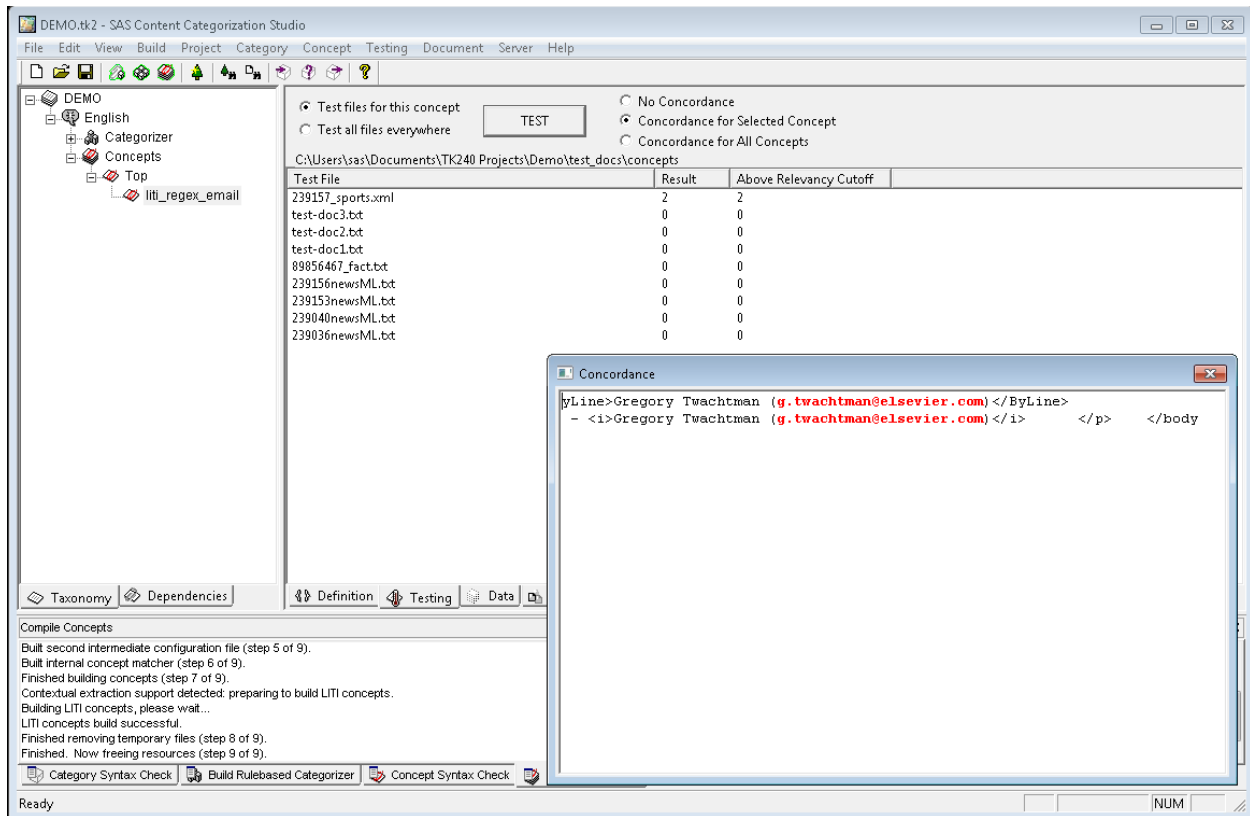 DEMO.tk2 - SAS Content Categorization Studio
File Edit View Build Project Category Concept Testing Document Server Help
DEMO
English
Categorizer
Concepts
Top
liti_regex_email
Test files for this concept
Test all files everywhere
TEST
No Concordance
Concordance for Selected Concept
Concordance for All Concepts
C:\Users\sas\Documents\TK240 Projects\Demo\test_docs\concepts
Test File Result Above Relevancy Cutoff
239157_sports.xml 2 2
test-doc3.txt 0 0
test-doc2.txt 0 0
test-doc1.txt 0 0
89856467_fact.txt 0 0
239156newsML.txt 0 0
239153newsML.txt 0 0
239040newsML.txt 0 0
239036newsML.txt 0 0
Concordance
yLine>Gregory Twachtman (g.twachtman@elsevier.com)</ByLine>
- <i>Gregory Twachtman (g.twachtman@elsevier.com)</i> </p> </body
Taxonomy Dependencies
Definition Testing Data
Compile Concepts
Built second intermediate configuration file (step 5 of 9).
Built internal concept matcher (step 6 of 9).
Finished building concepts (step 7 of 9).
Contextual extraction support detected: preparing to build LITI concepts.
Building LITI concepts, please wait...
LITI concepts build successful.
Finished removing temporary files (step 8 of 9).
Finished. Now freeing resources (step 9 of 9).
Category Syntax Check Build Rulebased Categorizer Concept Syntax Check
Ready
NUM